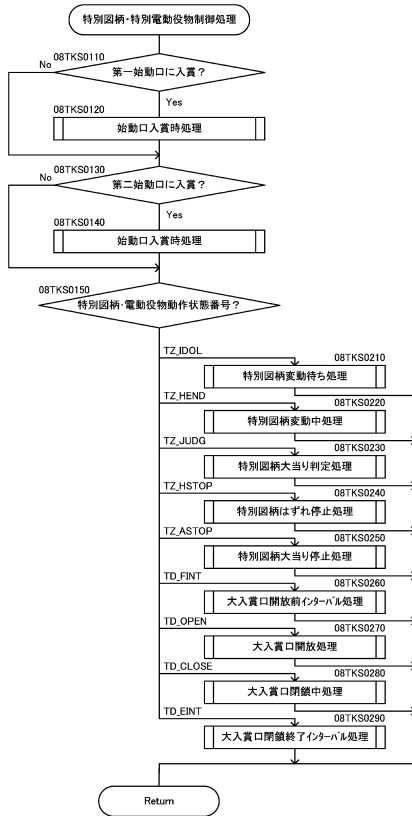 特別図柄・特別電動役物制御処理
08TKS0110
No
第一始動口に入賞？
Yes
08TKS0120
始動口入賞時処理
08TKS0130
No
第二始動口に入賞？
Yes
08TKS0140
始動口入賞時処理
08TKS0150
特別図柄・電動役物動作状態番号？
TZ_IDOL
08TKS0210
特別図柄変動待ち処理
TZ_HEND
08TKS0220
特別図柄変動中処理
TZ_JUDG
08TKS0230
特別図柄大当り判定処理
TZ_HSTOP
08TKS0240
特別図柄はずれ停止処理
TZ_ASTOP
08TKS0250
特別図柄大当り停止処理
TD_FINT
08TKS0260
大入賞口開放前インターバル処理
TD_OPEN
08TKS0270
大入賞口開放処理
TD_CLOSE
08TKS0280
大入賞口閉鎖中処理
TD_EINT
08TKS0290
大入賞口閉鎖終了インターバル処理
Return